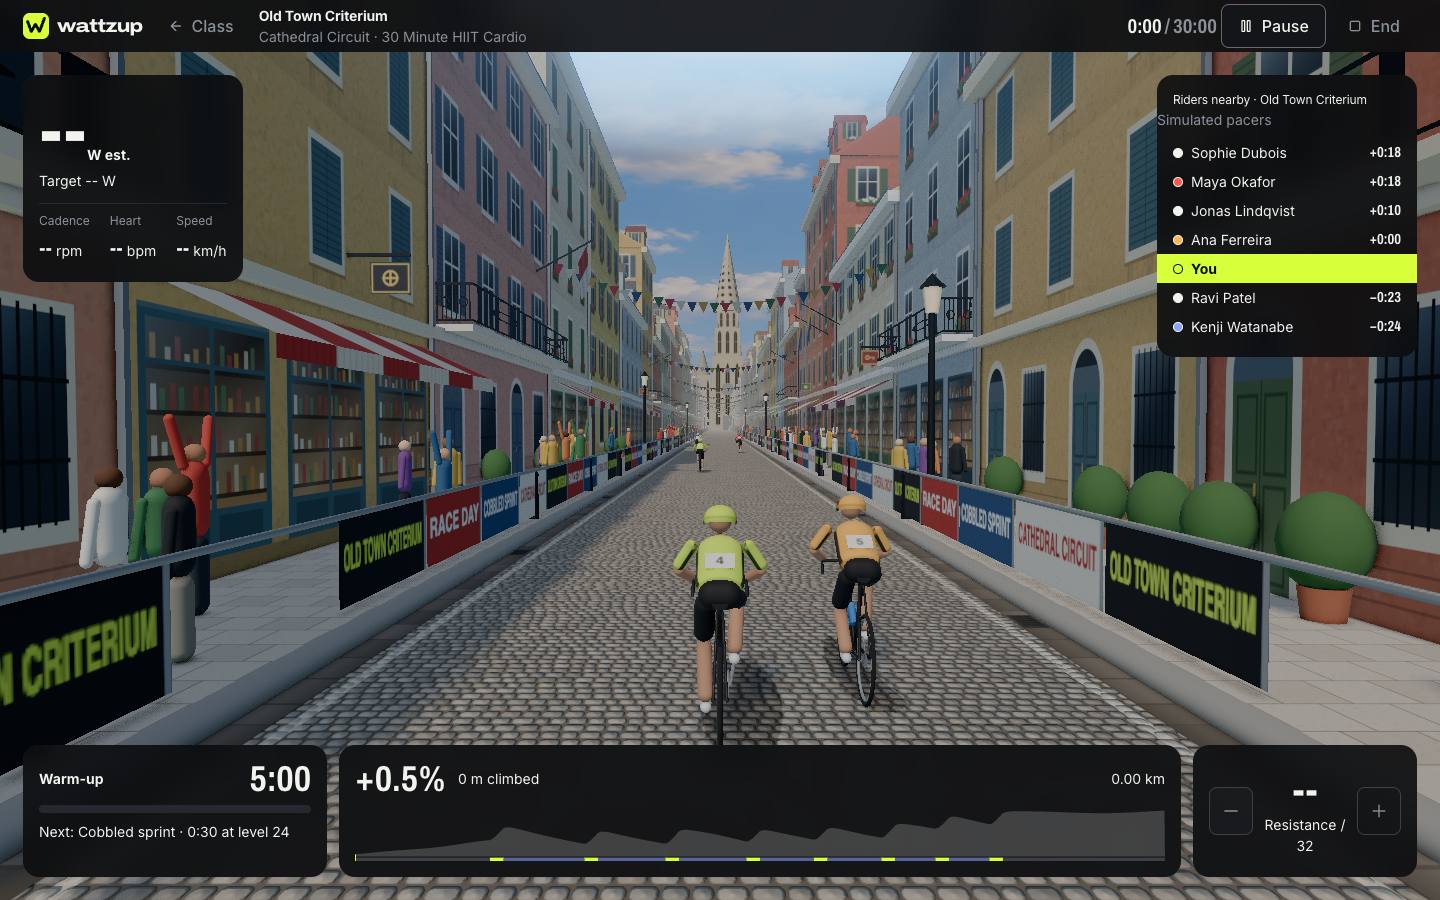 wattzup
Class
Old Town Criterium
Cathedral Circuit · 30 Minute HIIT Cardio
0:00 / 30:00
Pause
End
--
W est.
Target -- W
Cadence Heart Speed
-- rpm -- bpm -- km/h
Riders nearby · Old Town Criterium
Simulated pacers
Sophie Dubois +0:18
Maya Okafor +0:18
Jonas Lindqvist +0:10
Ana Ferreira +0:00
You
Ravi Patel −0:23
Kenji Watanabe −0:24
OLD TOWN CRITERIUM
RACE DAY
COBBLED SPRINT
RACE DAY
COBBLED SPRINT
CATHEDRAL CIRCUIT
OLD TOWN CRITERIUM
N CRITERIUM
4
5
Warm-up 5:00
Next: Cobbled sprint · 0:30 at level 24
+0.5% 0 m climbed 0.00 km
--
Resistance /
32